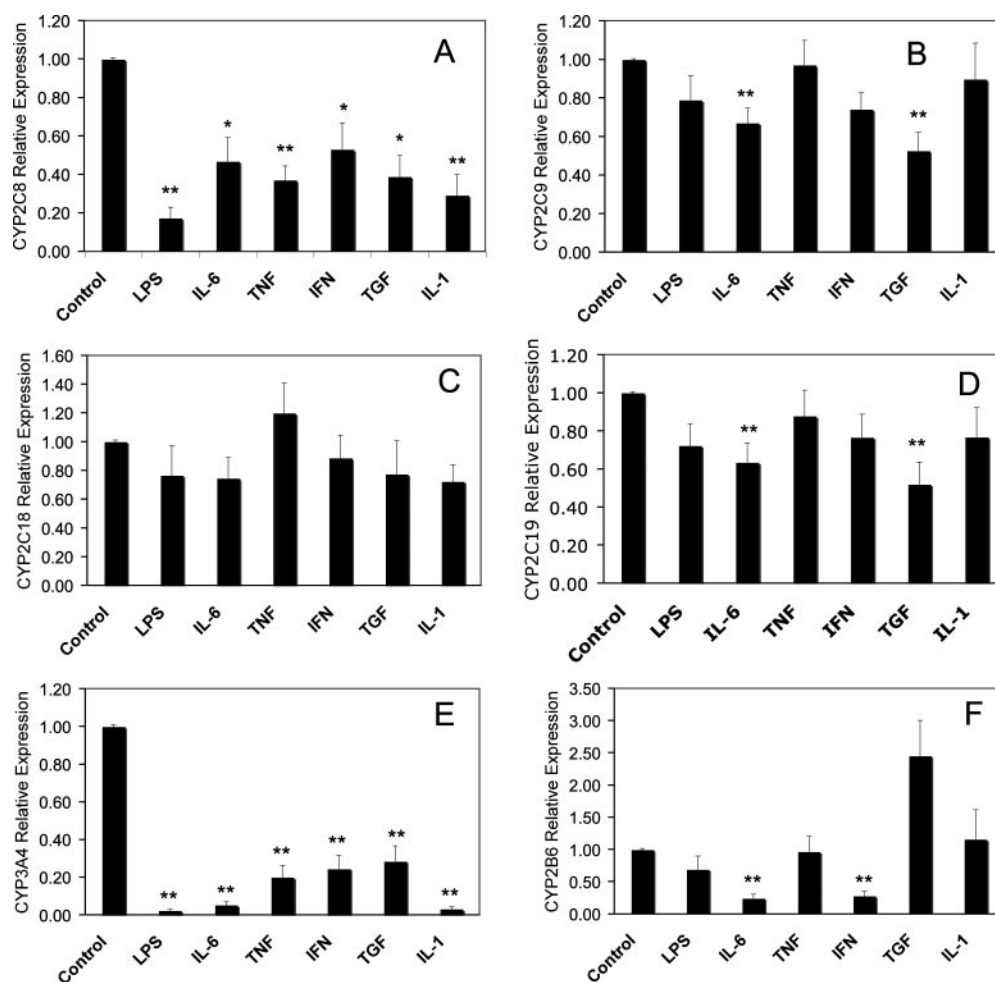 A
CYP2C8 Relative Expression
1.20
1.00
0.80
0.60
0.40
0.20
0.00
**
*
**
*
*
**
Control
LPS
IL-6
TNF
IFN
TGF
IL-1
B
CYP2C9 Relative Expression
1.20
1.00
0.80
0.60
0.40
0.20
0.00
**
**
Control
LPS
IL-6
TNF
IFN
TGF
IL-1
C
CYP2C18 Relative Expression
1.60
1.40
1.20
1.00
0.80
0.60
0.40
0.20
0.00
Control
LPS
IL-6
TNF
IFN
TGF
IL-1
D
CYP2C19 Relative Expression
1.20
1.00
0.80
0.60
0.40
0.20
0.00
**
**
Control
LPS
IL-6
TNF
IFN
TGF
IL-1
E
CYP3A4 Relative Expression
1.20
1.00
0.80
0.60
0.40
0.20
0.00
**
**
**
**
**
**
Control
LPS
IL-6
TNF
IFN
TGF
IL-1
F
CYP2B6 Relative Expression
3.50
3.00
2.50
2.00
1.50
1.00
0.50
0.00
**
**
Control
LPS
IL-6
TNF
IFN
TGF
IL-1